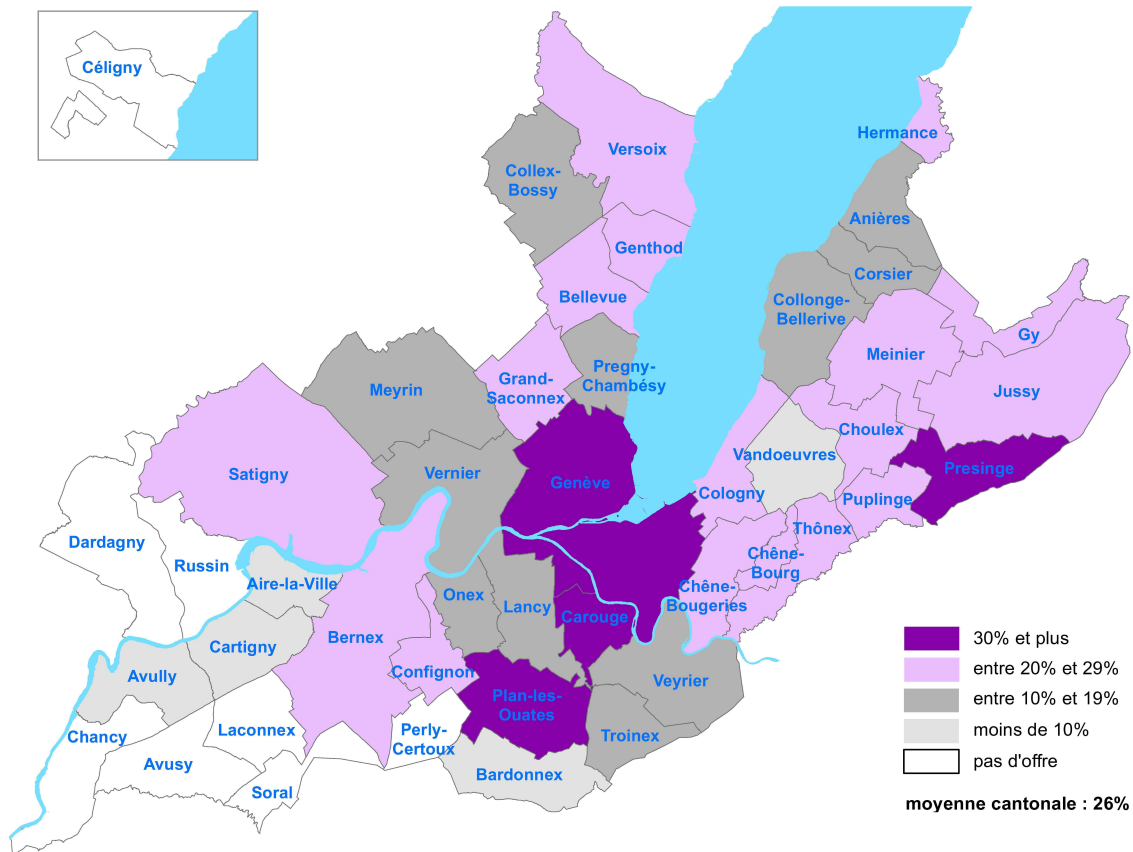 Céligny
Hermance
Versoix
Collex-
Bossy
Anières
Genthod
Corsier
Bellevue
Collonge-
Bellerive
Gy
Meinier
Pregny-
Chambésy
Grand-
Saconnex
Meyrin
Jussy
Choulex
Vandoeuvres
Presinge
Satigny
Vernier
Genève
Cologny
Puplinge
Thônex
Dardagny
Russin
Chêne-
Bourg
Aire-la-Ville
Chêne-
Bougeries
Onex
Lancy
Carouge
Bernex
Cartigny
Confignon
Avully
Veyrier
Plan-les-
Ouates
Laconnex
Perly-
Certoux
Chancy
Troinex
Avusy
Bardonnex
Soral
30% et plus
entre 20% et 29%
entre 10% et 19%
moins de 10%
pas d'offre
moyenne cantonale : 26%